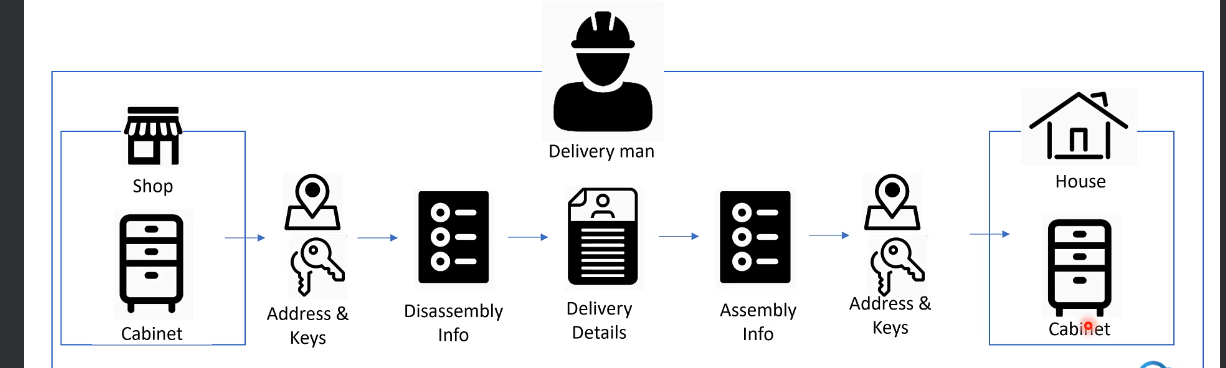 Delivery man
Shop
Cabinet
Address &
Keys
Disassembly
Info
Delivery
Details
Assembly
Info
Address &
Keys
House
Cabinet